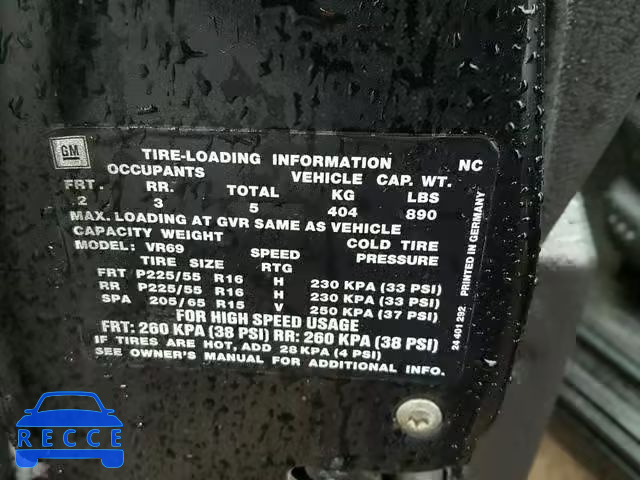 GM
TIRE-LOADING INFORMATION NC
OCCUPANTS VEHICLE CAP. WT.
FRT. RR. TOTAL KG LBS
2 3 5 404 890
MAX. LOADING AT GVR SAME AS VEHICLE
CAPACITY WEIGHT COLD TIRE
MODEL: VR69 SPEED PRESSURE
TIRE SIZE RTG
FRT P225/55 R16 H 230 KPA (33 PSI)
RR P225/55 R16 H 230 KPA (33 PSI)
SPA 205/65 R15 V 250 KPA (37 PSI)
FOR HIGH SPEED USAGE
FRT: 260 KPA (38 PSI) RR: 260 KPA (38 PSI)
IF TIRES ARE HOT, ADD 28 KPA (4 PSI)
SEE OWNER'S MANUAL FOR ADDITIONAL INFO.
24 401 292 PRINTED IN GERMANY
RECCE